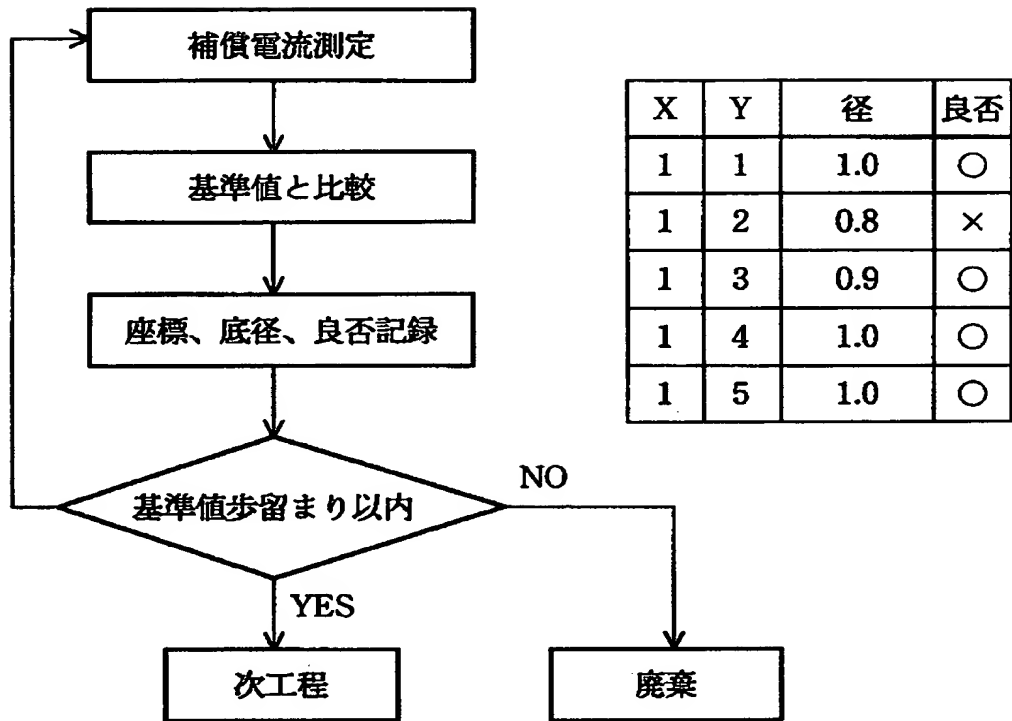 補償電流測定
基準値と比較
座標、底径、良否記録
基準値歩留まり以内
NO
YES
次工程
廃棄
X Y 径 良否
1 1 1.0 ○
1 2 0.8 ×
1 3 0.9 ○
1 4 1.0 ○
1 5 1.0 ○